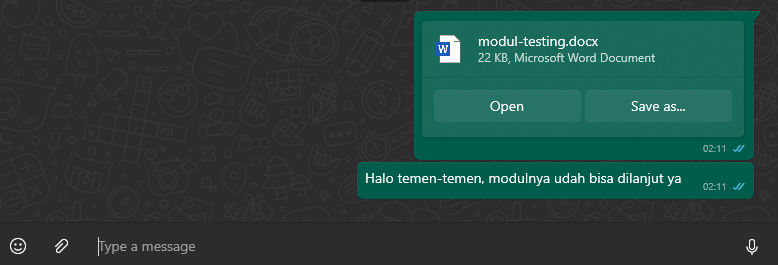 W
modul-testing.docx
22 KB, Microsoft Word Document
Open Save as...
02:11
Halo temen-temen, modulnya udah bisa dilanjut ya 02:11
Type a message